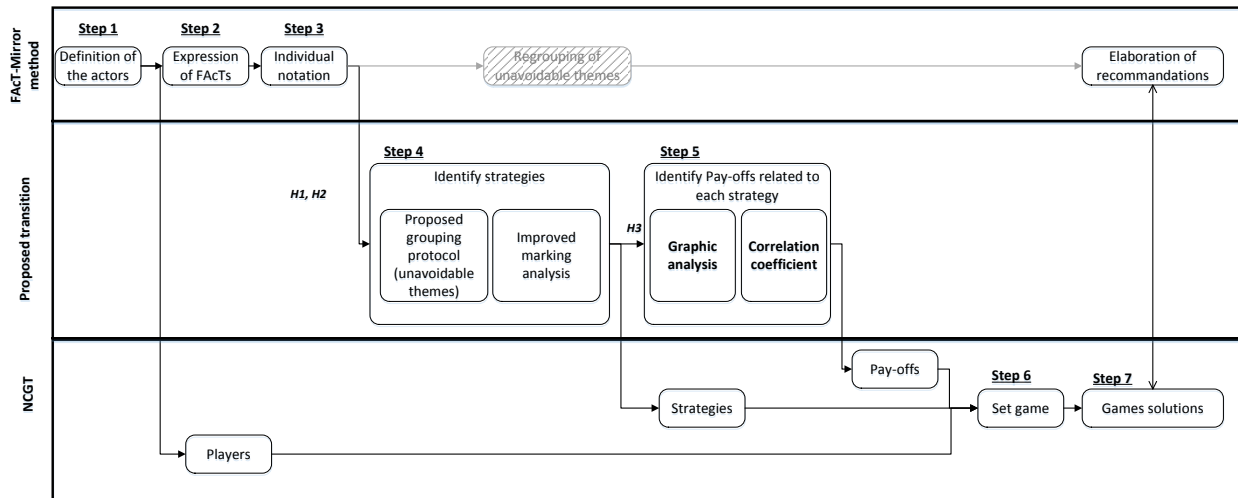 FAcT-Mirror
method
Step 1
Definition of
the actors
Step 2
Expression
of FAcTs
Step 3
Individual
notation
Regrouping of
unavoidable themes
Elaboration of
recommandations
Proposed transition
H1, H2
Step 4
Identify strategies
Proposed
grouping
protocol
(unavoidable
themes)
Improved
marking
analysis
H3
Step 5
Identify Pay-offs related to
each strategy
Graphic
analysis
Correlation
coefficient
NCGT
Players
Strategies
Pay-offs
Step 6
Set game
Step 7
Games solutions